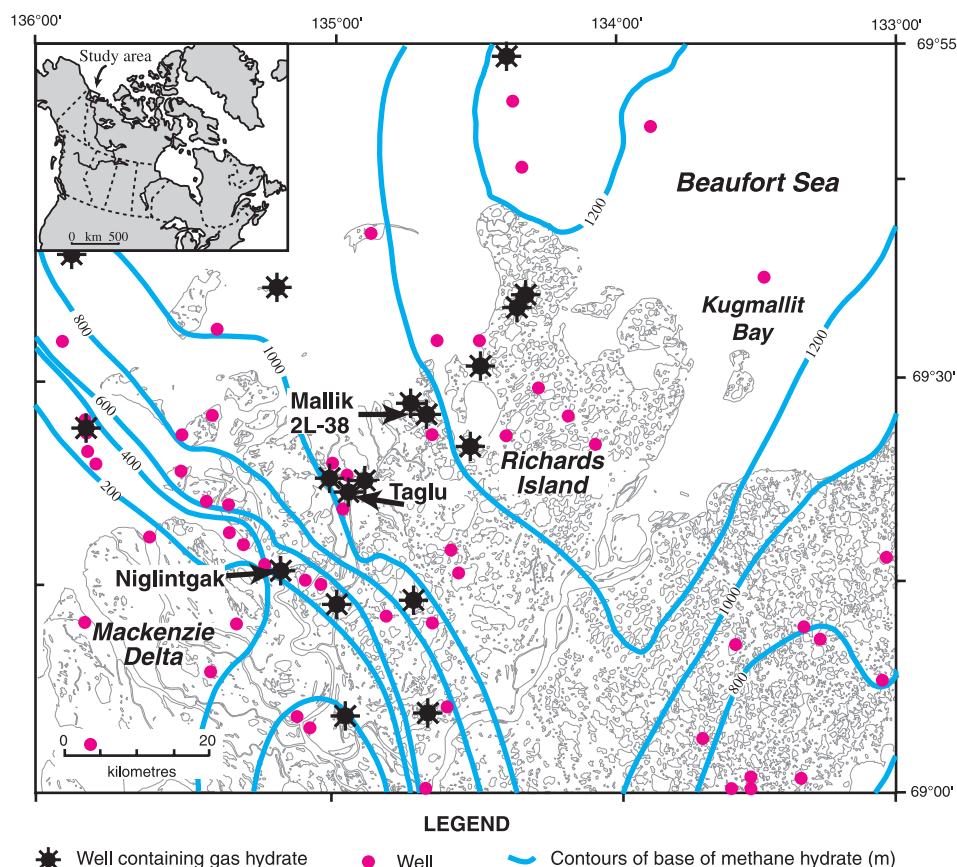 136°00'
135°00'
134°00'
133°00'
69°55'
Study area
0 km 500
Beaufort Sea
1200
Kugmallit
Bay
800
1000
1200
69°30'
Mallik
2L-38
600
400
Richards
Island
200
Taglu
Niglintgak
1000
Mackenzie
Delta
800
0 20
kilometres
69°00'
LEGEND
Well containing gas hydrate Well Contours of base of methane hydrate (m)